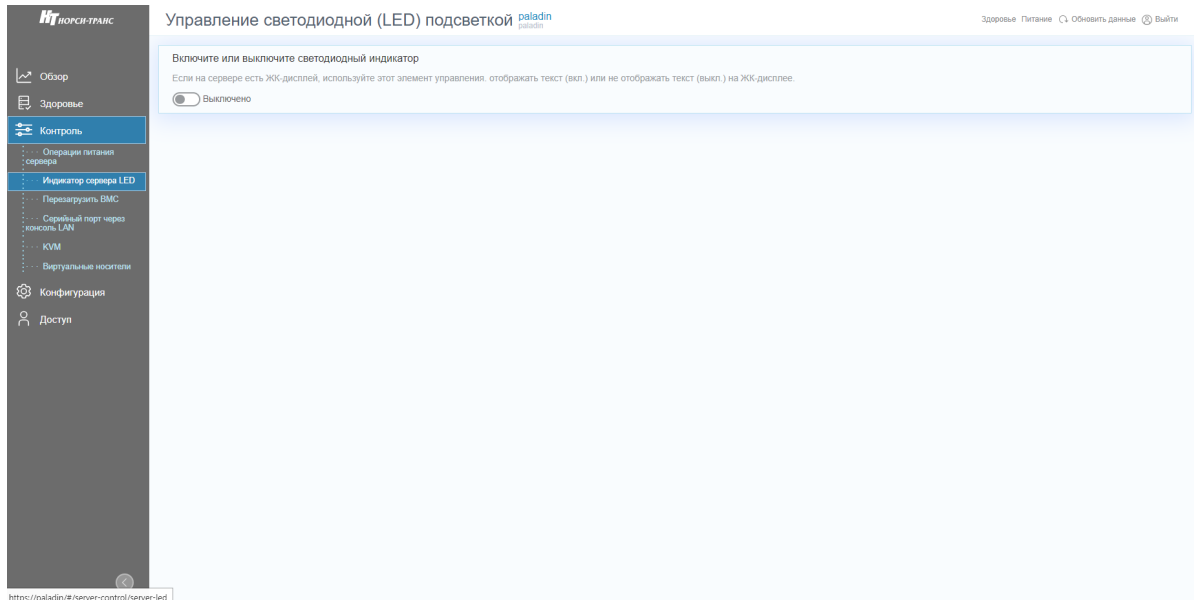 НТ НОРСИ-ТРАНС
Управление светодиодной (LED) подсветкой paladin
paladin
Здоровье Питание Обновить данные Выйти
Включите или выключите светодиодный индикатор
Если на сервере есть ЖК-дисплей, используйте этот элемент управления. отображать текст (вкл.) или не отображать текст (выкл.) на ЖК-дисплее.
Выключено
Обзор
Здоровье
Контроль
Операции питания
сервера
Индикатор сервера LED
Перезагрузить BMC
Серийный порт через
консоль LAN
KVM
Виртуальные носители
Конфигурация
Доступ
https://paladin/#/server-control/server-led